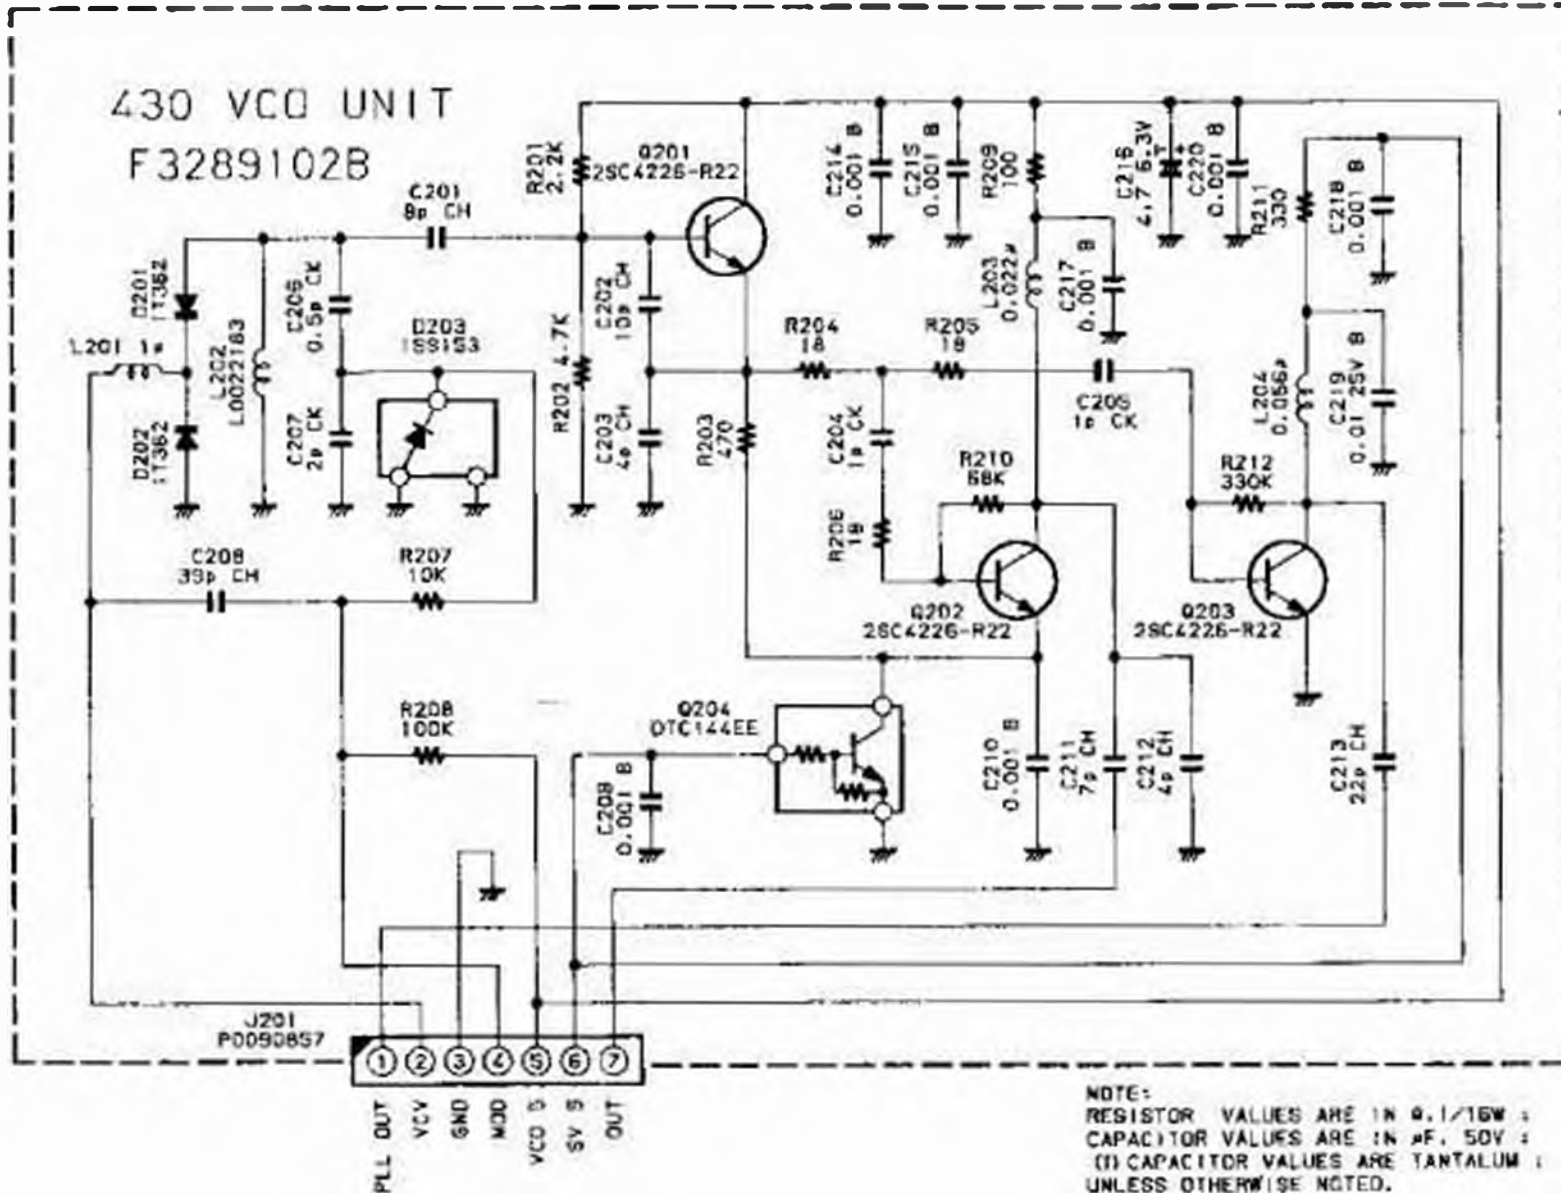 430 VCO UNIT
F3289102B
C201
8p CH
R201
2.2K
Q201
2SC4226-R22
C214
0.001 B
C215
0.001 B
R209
100
C216
4.7 6.3V
T
+
C220
0.001 B
R211
330
C218
0.001 B
D201
1T362
L201 1μ
D202
1T362
L202
L0022183
C206
0.5p CK
C207
2p CK
D203
1SS153
R202 4.7K
C202
10p CH
C203
4p CH
R203
470
R204
18
R205
18
C204
1p CK
R206
18
L203
0.022μ
C217
0.001 B
C205
1p CK
L204
0.056μ
C219
0.01 25V B
R210
68K
R212
330K
C208
39p CH
R207
10K
Q202
2SC4226-R22
Q203
2SC4226-R22
R208
100K
Q204
DTC144EE
C209
0.001 B
C210
0.001 B
C211
7p CH
C212
4p CH
C213
22p CH
J201
P0090857
1 2 3 4 5 6 7
PLL OUT
VCV
GND
MOD
VCO 5
5V S
OUT
NOTE:
RESISTOR VALUES ARE IN Ω, 1/16W ;
CAPACITOR VALUES ARE IN μF, 50V ;
(T) CAPACITOR VALUES ARE TANTALUM ;
UNLESS OTHERWISE NOTED.